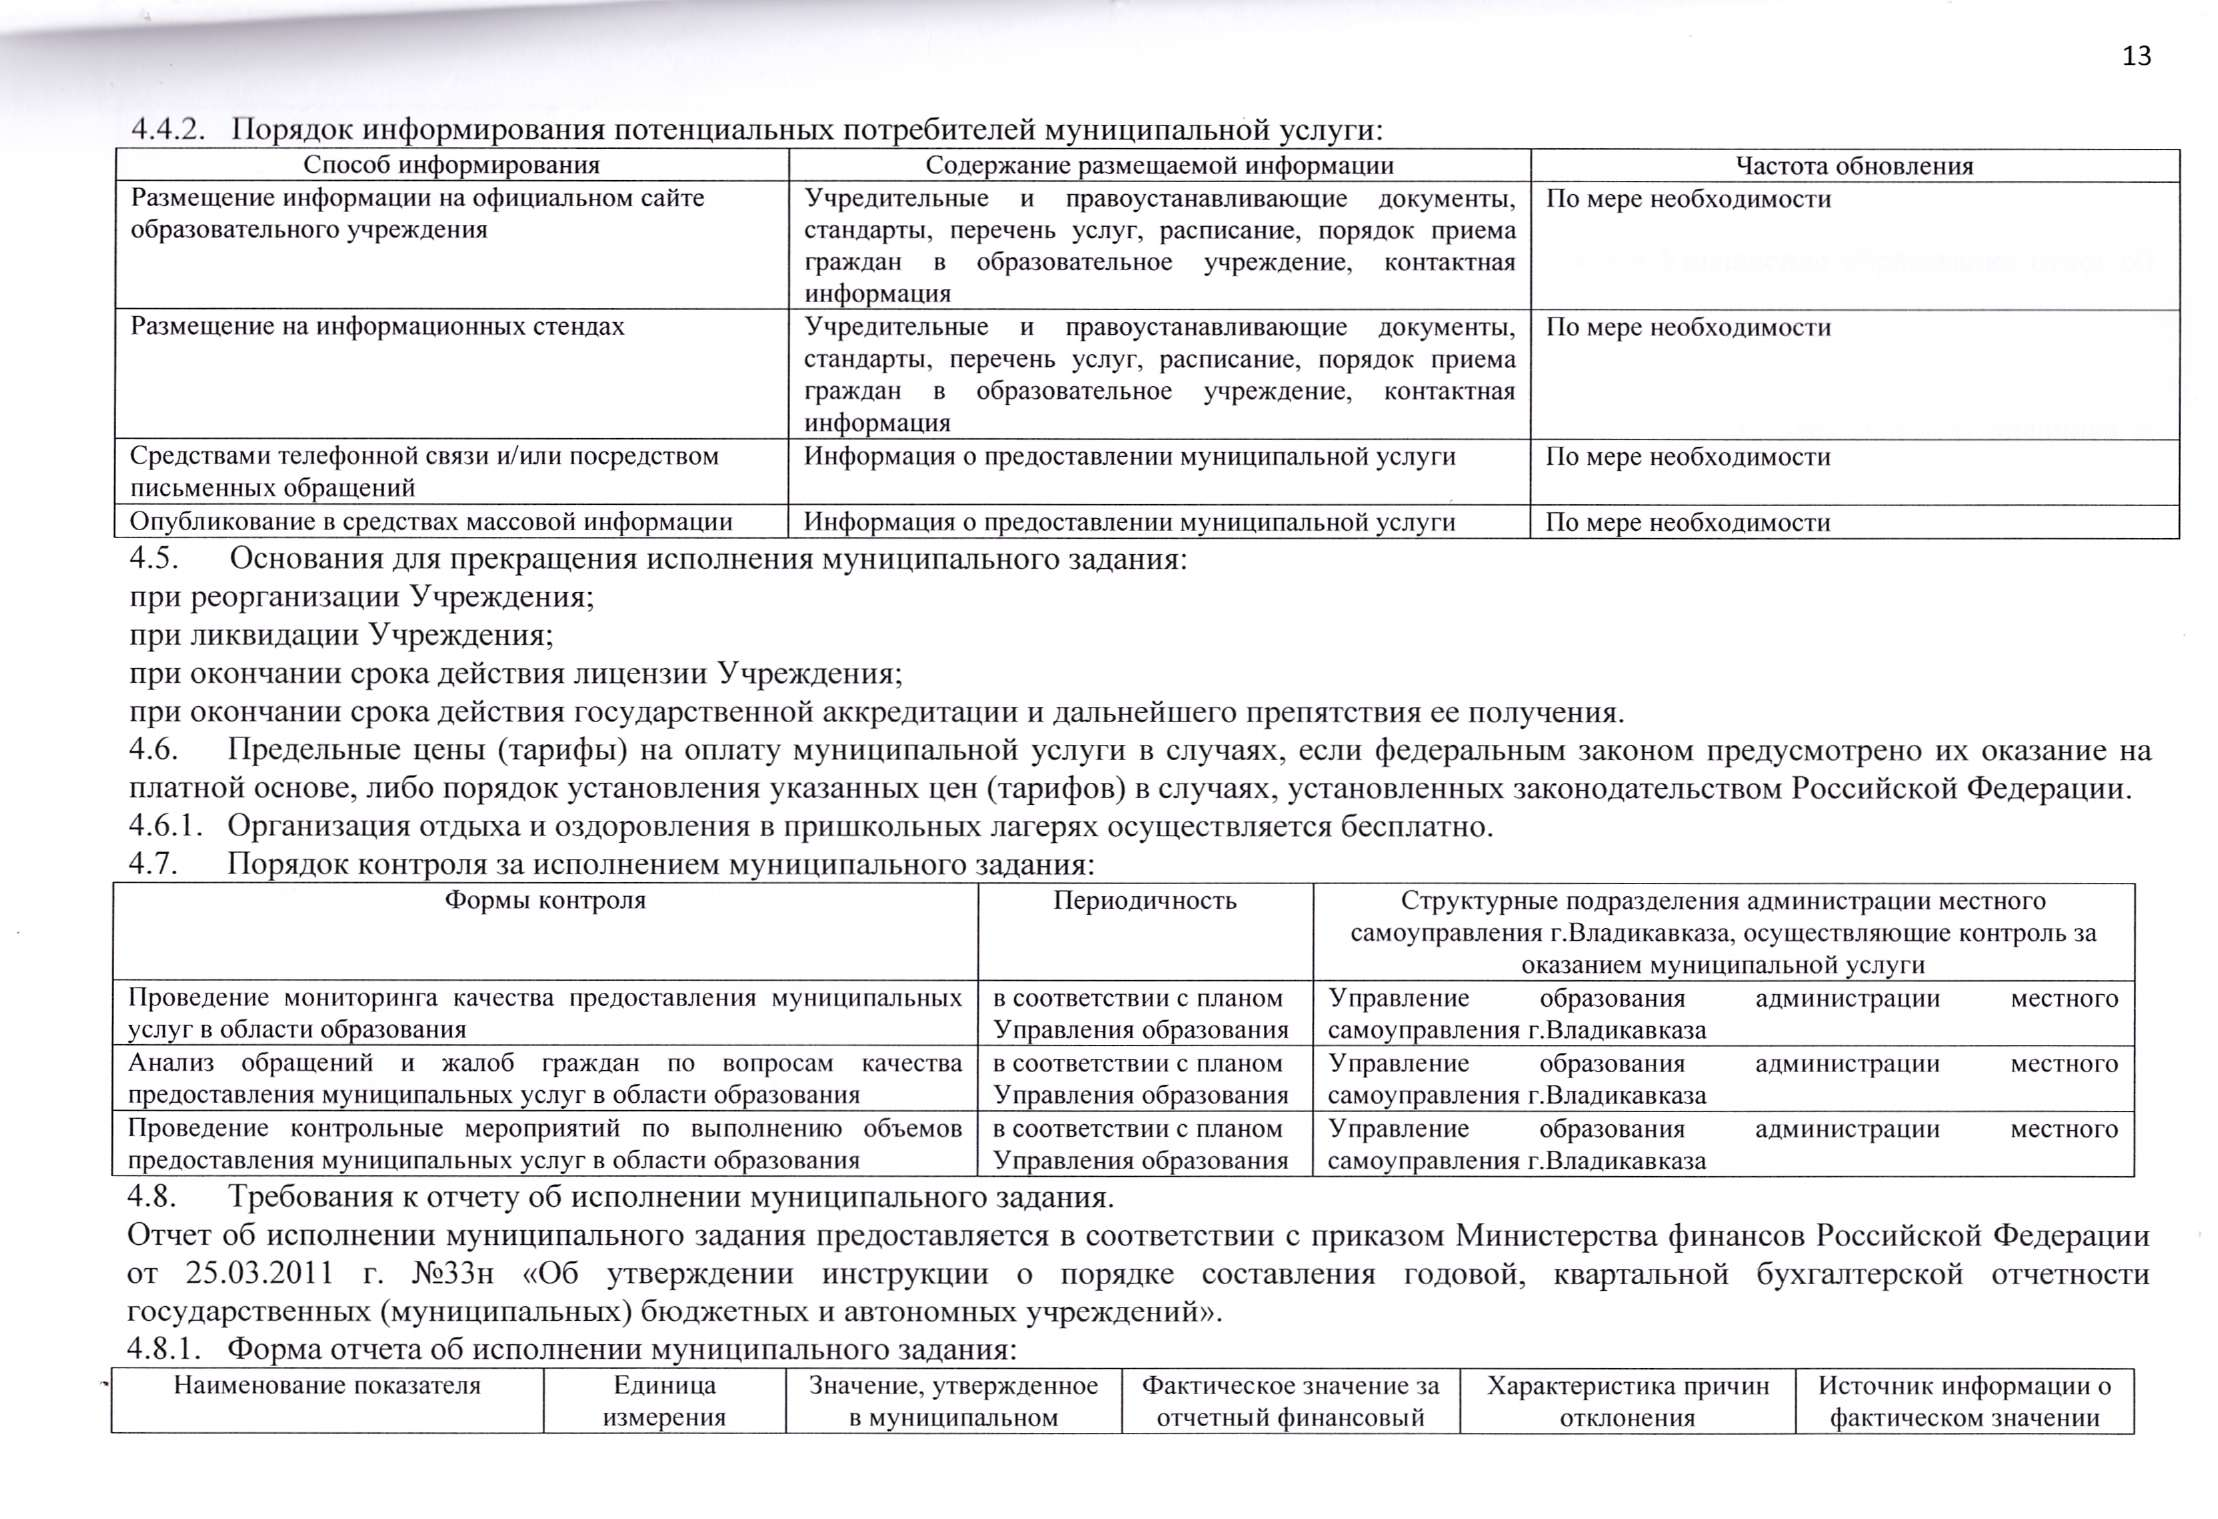 13
4.4.2. Порядок информирования потенциальных потребителей муниципальной услуги:
Способ информирования
Содержание размещаемой информации
Частота обновления
Размещение информации на официальном сайте
образовательного учреждения
Учредительные и правоустанавливающие документы,
стандарты, перечень услуг, расписание, порядок приема
граждан в образовательное учреждение, контактная
информация
По мере необходимости
Размещение на информационных стендах
Учредительные и правоустанавливающие документы,
стандарты, перечень услуг, расписание, порядок приема
граждан в образовательное учреждение, контактная
информация
По мере необходимости
Средствами телефонной связи и/или посредством
письменных обращений
Информация о предоставлении муниципальной услуги
По мере необходимости
Опубликование в средствах массовой информации
Информация о предоставлении муниципальной услуги
По мере необходимости
4.5. Основания для прекращения исполнения муниципального задания:
при реорганизации Учреждения;
при ликвидации Учреждения;
при окончании срока действия лицензии Учреждения;
при окончании срока действия государственной аккредитации и дальнейшего препятствия ее получения.
4.6. Предельные цены (тарифы) на оплату муниципальной услуги в случаях, если федеральным законом предусмотрено их оказание на
платной основе, либо порядок установления указанных цен (тарифов) в случаях, установленных законодательством Российской Федерации.
4.6.1. Организация отдыха и оздоровления в пришкольных лагерях осуществляется бесплатно.
4.7. Порядок контроля за исполнением муниципального задания:
Формы контроля
Периодичность
Структурные подразделения администрации местного
самоуправления г.Владикавказа, осуществляющие контроль за
оказанием муниципальной услуги
Проведение мониторинга качества предоставления муниципальных
услуг в области образования
в соответствии с планом
Управления образования
Управление образования администрации местного
самоуправления г.Владикавказа
Анализ обращений и жалоб граждан по вопросам качества
предоставления муниципальных услуг в области образования
в соответствии с планом
Управления образования
Управление образования администрации местного
самоуправления г.Владикавказа
Проведение контрольные мероприятий по выполнению объемов
предоставления муниципальных услуг в области образования
в соответствии с планом
Управления образования
Управление образования администрации местного
самоуправления г.Владикавказа
4.8. Требования к отчету об исполнении муниципального задания.
Отчет об исполнении муниципального задания предоставляется в соответствии с приказом Министерства финансов Российской Федерации
от 25.03.2011 г. №33н «Об утверждении инструкции о порядке составления годовой, квартальной бухгалтерской отчетности
государственных (муниципальных) бюджетных и автономных учреждений».
4.8.1. Форма отчета об исполнении муниципального задания:
Наименование показателя
Единица
измерения
Значение, утвержденное
в муниципальном
Фактическое значение за
отчетный финансовый
Характеристика причин
отклонения
Источник информации о
фактическом значении